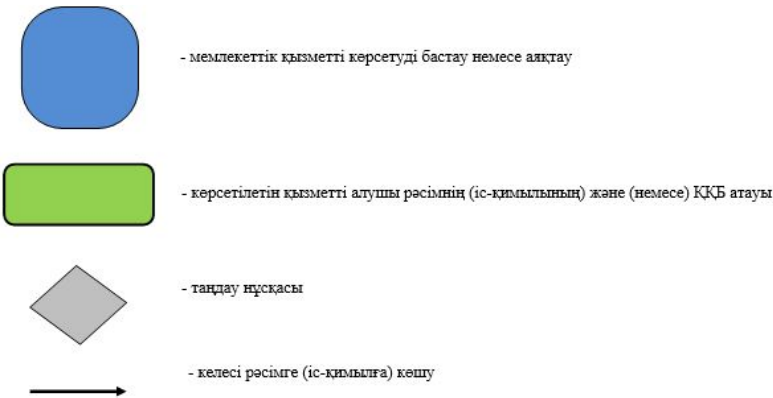 - мемлекеттік қызметті көрсетуді бастау немесе аяқтау
- көрсетілетін қызметті алушы рәсімнің (іс-қимылының) және (немесе) ҚҚБ атауы
- таңдау нұсқасы
- келесі рәсімге (іс-қимылға) көшу